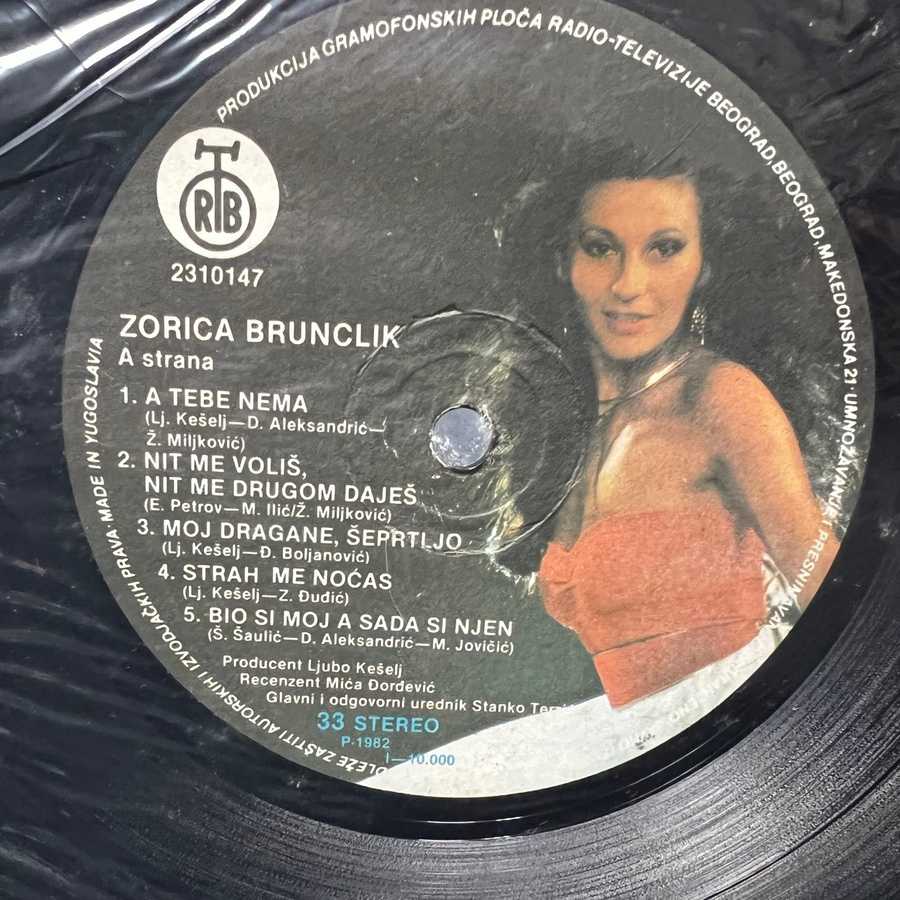 PRODUKCIJA GRAMOFONSKIH PLOČA RADIO-TELEVIZIJE BEOGRAD, BEOGRAD, MAKEDONSKA 21 · UMNOŽAVANJE I
RTB
2310147
ZORICA BRUNCLIK
A strana
1. A TEBE NEMA
(Lj. Kešelj—D. Aleksandrić—
Ž. Miljković)
2. NIT ME VOLIŠ,
NIT ME DRUGOM DAJEŠ
(E. Petrov—M. Ilić/Ž. Miljković)
3. MOJ DRAGANE, ŠEPRTLJO
(Lj. Kešelj—Đ. Boljanović)
4. STRAH ME NOĆAS
(Lj. Kešelj—Z. Đuđić)
5. BIO SI MOJ A SADA SI NJEN
(Š. Šaulić—D. Aleksandrić—M. Jovičić)
Producent Ljubo Kešelj
Recenzent Mića Đorđević
Glavni i odgovorni urednik Stanko
33 STEREO
P-1982
I—10.000
ZAŠTITI AUTORSKIH I IZVODJAČKIH PRAVA · MADE IN YUGOSLAVIA